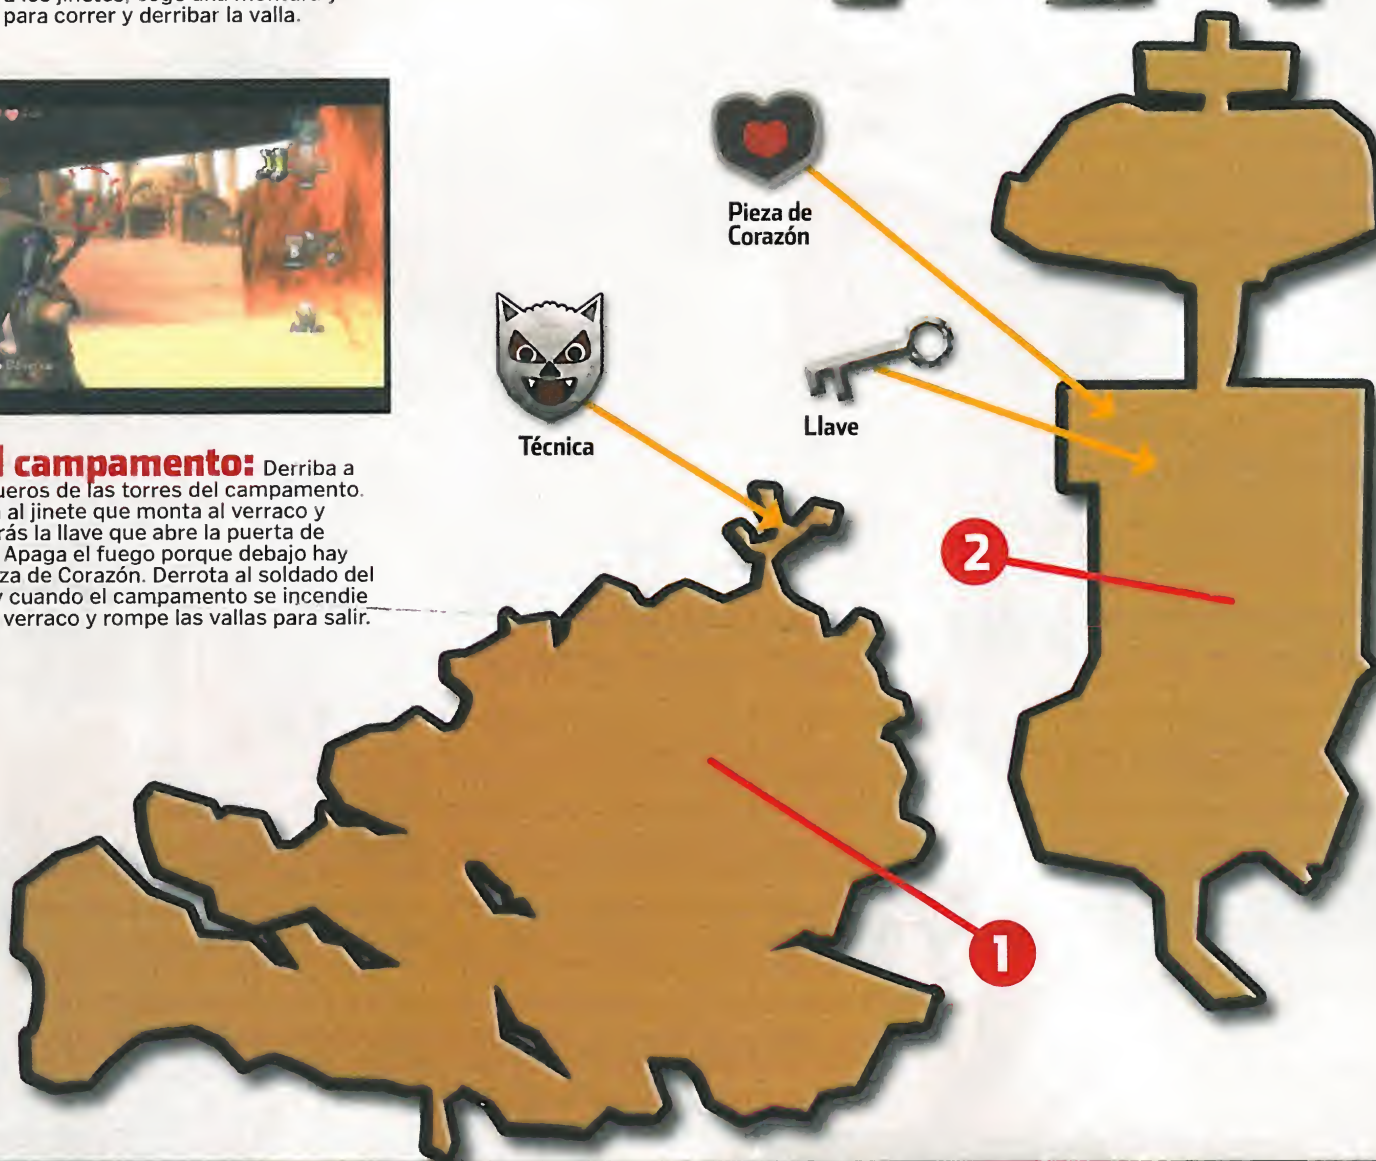 para correr y derribar la valla.
Pieza de
Corazón
Llave
Técnica
campamento: Derriba a
ueros de las torres del campamento.
al jinete que monta al verraco y
rás la llave que abre la puerta de
Apaga el fuego porque debajo hay
za de Corazón. Derrota al soldado del
y cuando el campamento se incendie
verraco y rompe las vallas para salir.
2
1